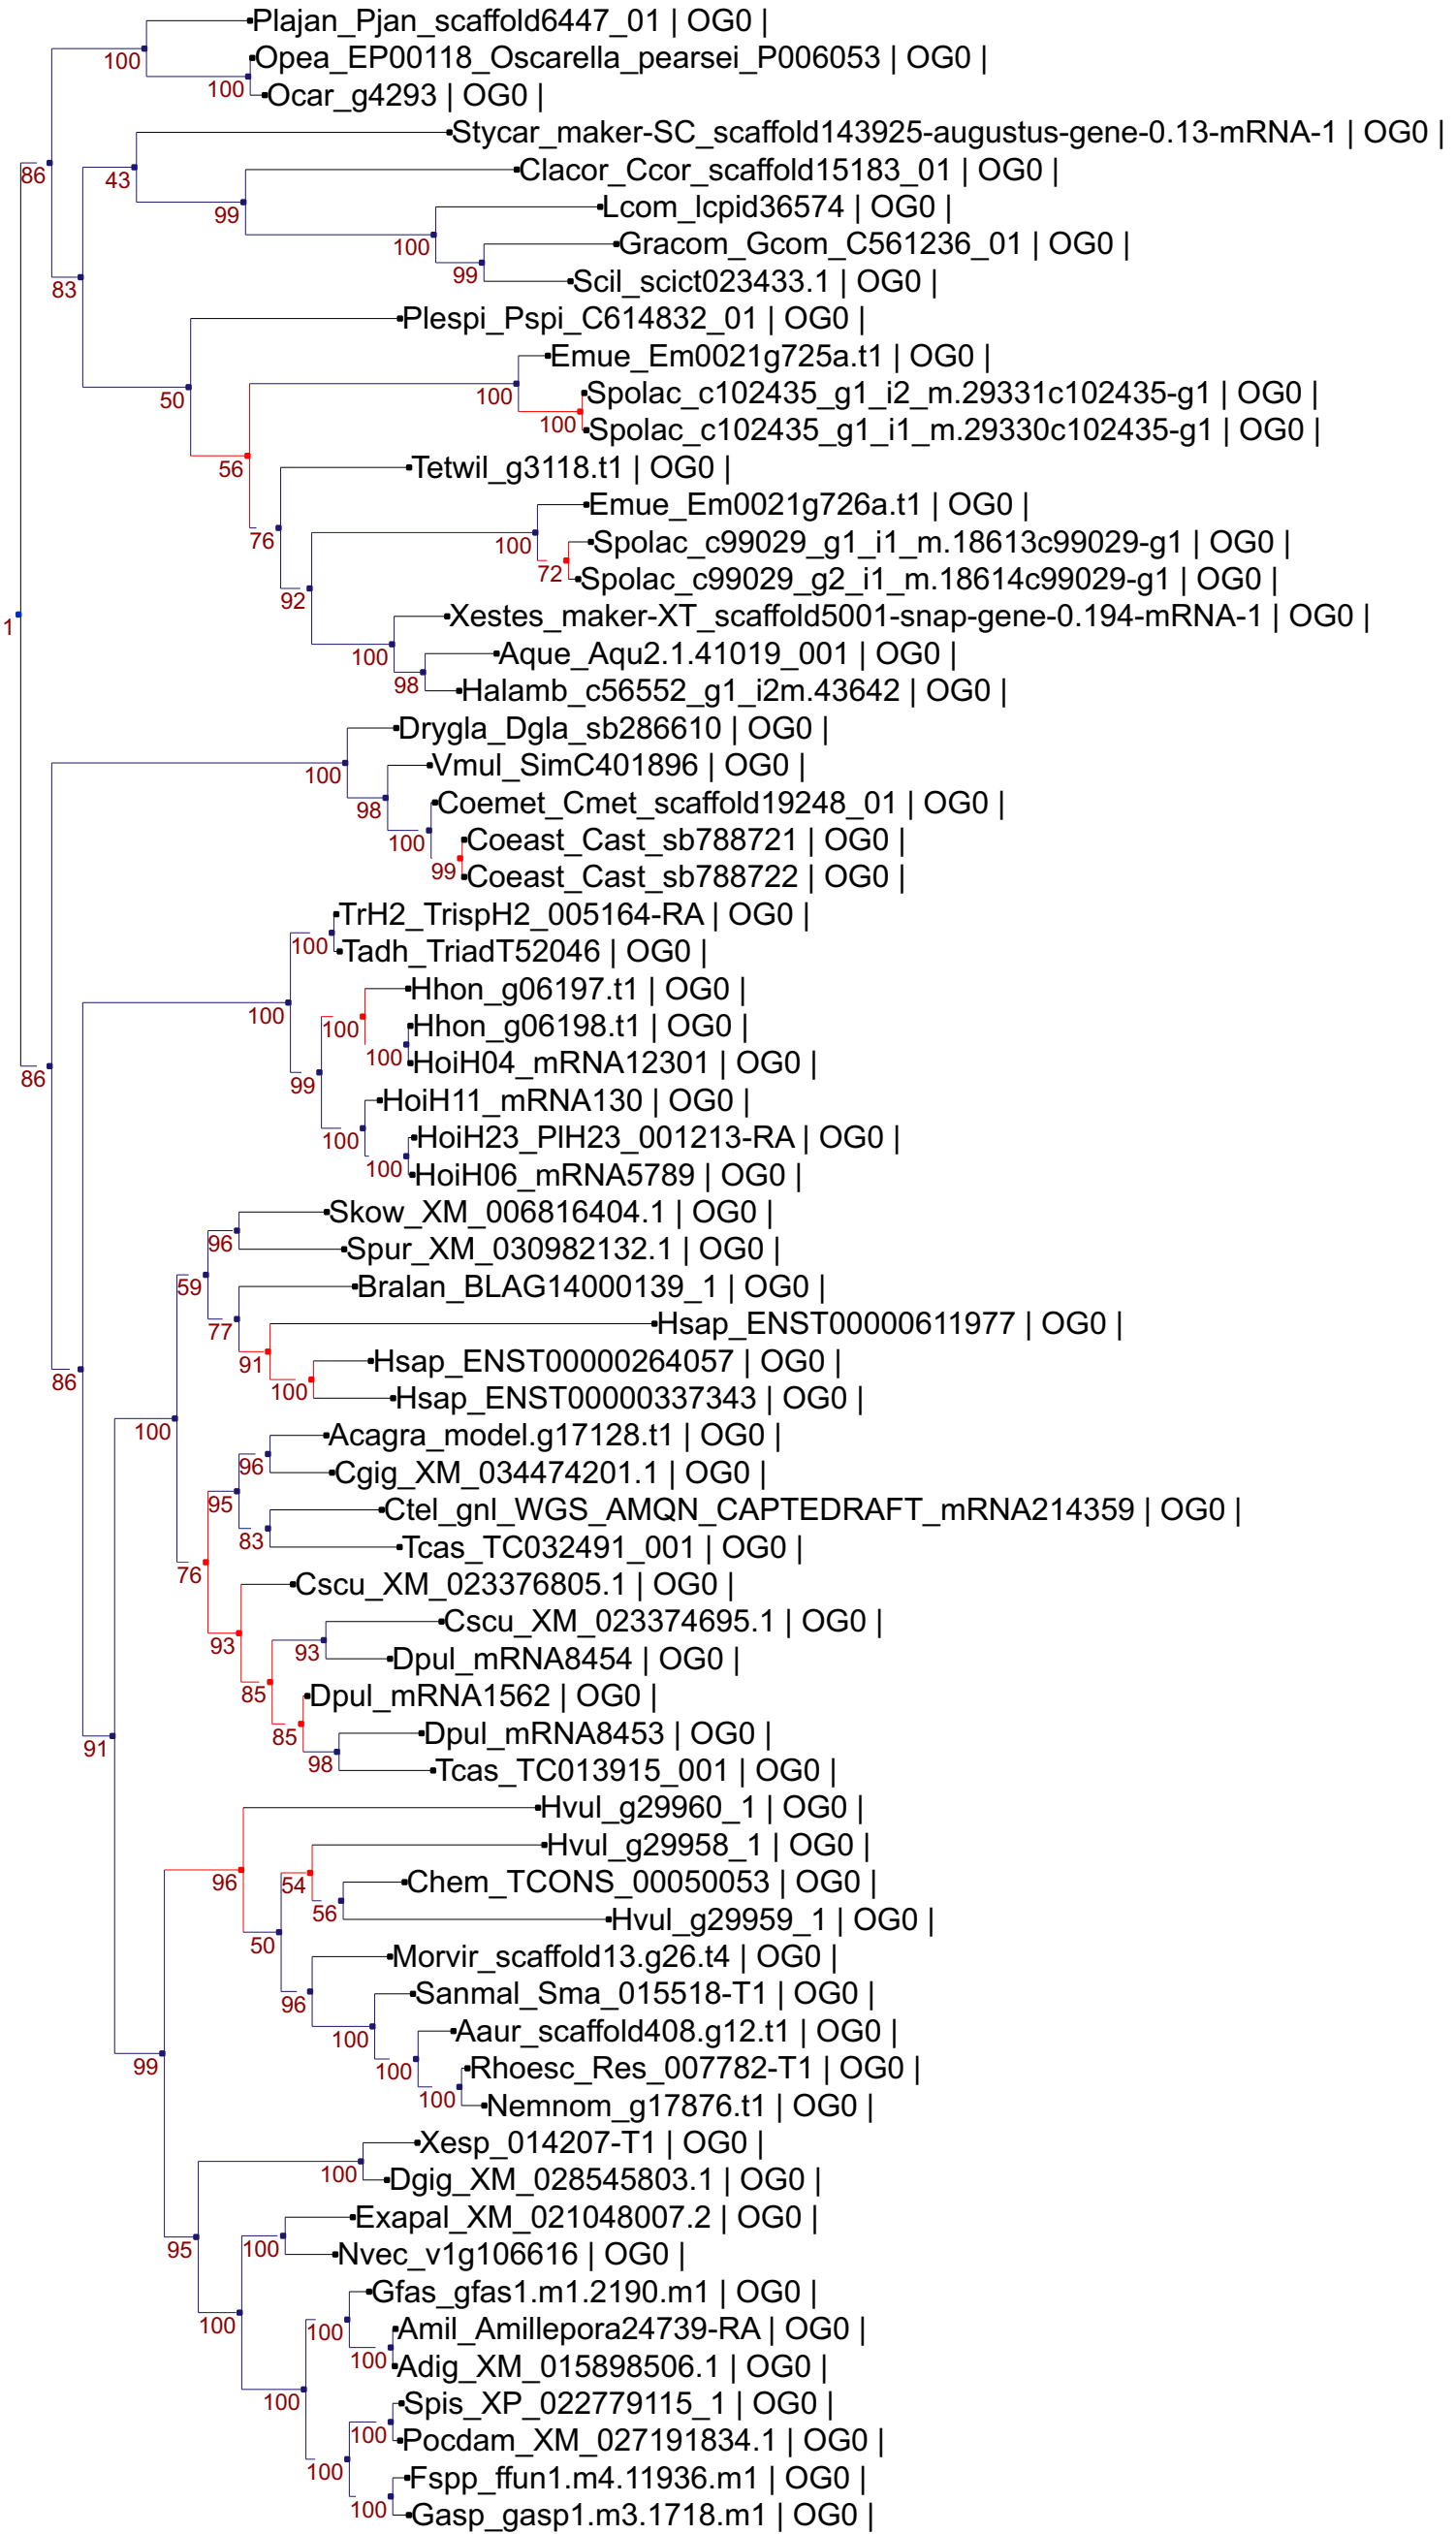 Plajan_Pjan_scaffold6447_01 | OG0 |
100
Opea_EP00118_Oscarella_pearsei_P006053 | OG0 |
100
Ocar_g4293 | OG0 |
Stycar_maker-SC_scaffold143925-augustus-gene-0.13-mRNA-1 | OG0 |
86
43
Clacor_Ccor_scaffold15183_01 | OG0 |
99
Lcom_lcpid36574 | OG0 |
100
Gracom_Gcom_C561236_01 | OG0 |
99
Scil_scict023433.1 | OG0 |
83
Plespi_Pspi_C614832_01 | OG0 |
Emue_Em0021g725a.t1 | OG0 |
50
100
Spolac_c102435_g1_i2_m.29331c102435-g1 | OG0 |
100
Spolac_c102435_g1_i1_m.29330c102435-g1 | OG0 |
56
Tetwil_g3118.t1 | OG0 |
Emue_Em0021g726a.t1 | OG0 |
76
100
Spolac_c99029_g1_i1_m.18613c99029-g1 | OG0 |
72
Spolac_c99029_g2_i1_m.18614c99029-g1 | OG0 |
92
Xestes_maker-XT_scaffold5001-snap-gene-0.194-mRNA-1 | OG0 |
1
100
Aque_Aqu2.1.41019_001 | OG0 |
98
Halamb_c56552_g1_i2m.43642 | OG0 |
Drygla_Dgla_sb286610 | OG0 |
100
Vmul_SimC401896 | OG0 |
98
Coemet_Cmet_scaffold19248_01 | OG0 |
100
Coeast_Cast_sb788721 | OG0 |
99
Coeast_Cast_sb788722 | OG0 |
TrH2_TrispH2_005164-RA | OG0 |
100
Tadh_TriadT52046 | OG0 |
Hhon_g06197.t1 | OG0 |
100
100
Hhon_g06198.t1 | OG0 |
100
HoiH04_mRNA12301 | OG0 |
86
99
HoiH11_mRNA130 | OG0 |
100
HoiH23_PlH23_001213-RA | OG0 |
100
HoiH06_mRNA5789 | OG0 |
Skow_XM_006816404.1 | OG0 |
96
Spur_XM_030982132.1 | OG0 |
59
Bralan_BLAG14000139_1 | OG0 |
77
Hsap_ENST00000611977 | OG0 |
91
Hsap_ENST00000264057 | OG0 |
86
100
Hsap_ENST00000337343 | OG0 |
100
Acagra_model.g17128.t1 | OG0 |
96
Cgig_XM_034474201.1 | OG0 |
95
Ctel_gnl_WGS_AMQN_CAPTEDRAFT_mRNA214359 | OG0 |
83
Tcas_TC032491_001 | OG0 |
76
Cscu_XM_023376805.1 | OG0 |
Cscu_XM_023374695.1 | OG0 |
93
93
Dpul_mRNA8454 | OG0 |
85
Dpul_mRNA1562 | OG0 |
85
Dpul_mRNA8453 | OG0 |
91
98
Tcas_TC013915_001 | OG0 |
Hvul_g29960_1 | OG0 |
Hvul_g29958_1 | OG0 |
96
54
Chem_TCONS_00050053 | OG0 |
56
Hvul_g29959_1 | OG0 |
50
Morvir_scaffold13.g26.t4 | OG0 |
96
Sanmal_Sma_015518-T1 | OG0 |
100
Aaur_scaffold408.g12.t1 | OG0 |
99
100
Rhoesc_Res_007782-T1 | OG0 |
100
Nemnom_g17876.t1 | OG0 |
Xesp_014207-T1 | OG0 |
100
Dgig_XM_028545803.1 | OG0 |
Exapal_XM_021048007.2 | OG0 |
95
100
Nvec_v1g106616 | OG0 |
Gfas_gfas1.m1.2190.m1 | OG0 |
100
100
Amil_Amillepora24739-RA | OG0 |
100
Adig_XM_015898506.1 | OG0 |
100
Spis_XP_022779115_1 | OG0 |
100
Pocdam_XM_027191834.1 | OG0 |
100
Fspp_ffun1.m4.11936.m1 | OG0 |
100
Gasp_gasp1.m3.1718.m1 | OG0 |